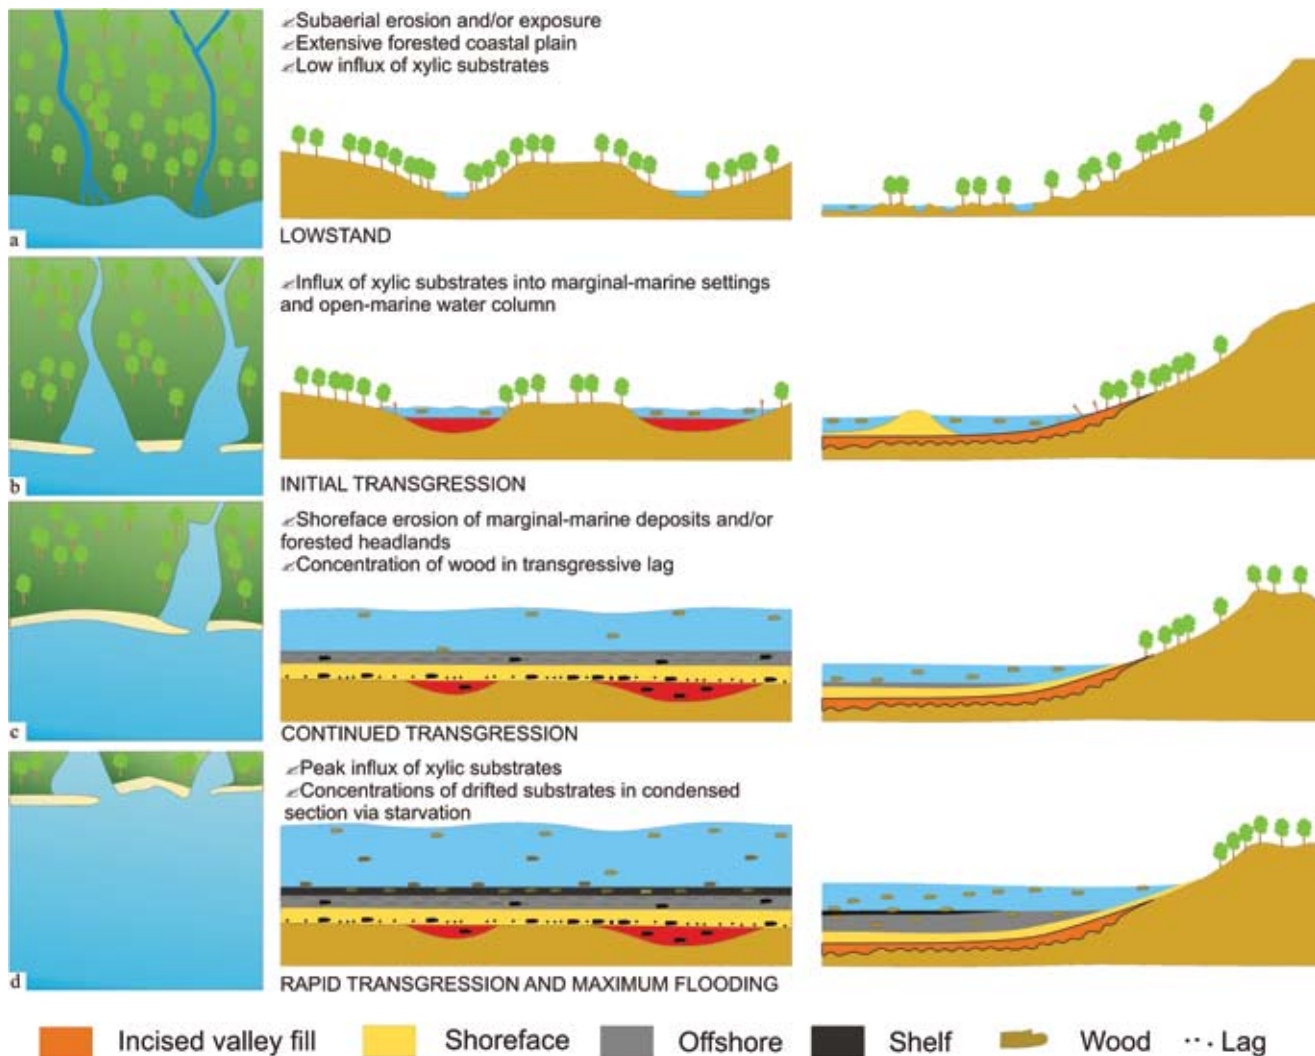 ✍Subaerial erosion and/or exposure
✍Extensive forested coastal plain
✍Low influx of xylic substrates
a
LOWSTAND
✍Influx of xylic substrates into marginal-marine settings
and open-marine water column
b
INITIAL TRANSGRESSION
✍Shoreface erosion of marginal-marine deposits and/or
forested headlands
✍Concentration of wood in transgressive lag
c
CONTINUED TRANSGRESSION
✍Peak influx of xylic substrates
✍Concentrations of drifted substrates in condensed
section via starvation
d
RAPID TRANSGRESSION AND MAXIMUM FLOODING
Incised valley fill
Shoreface
Offshore
Shelf
Wood
Lag